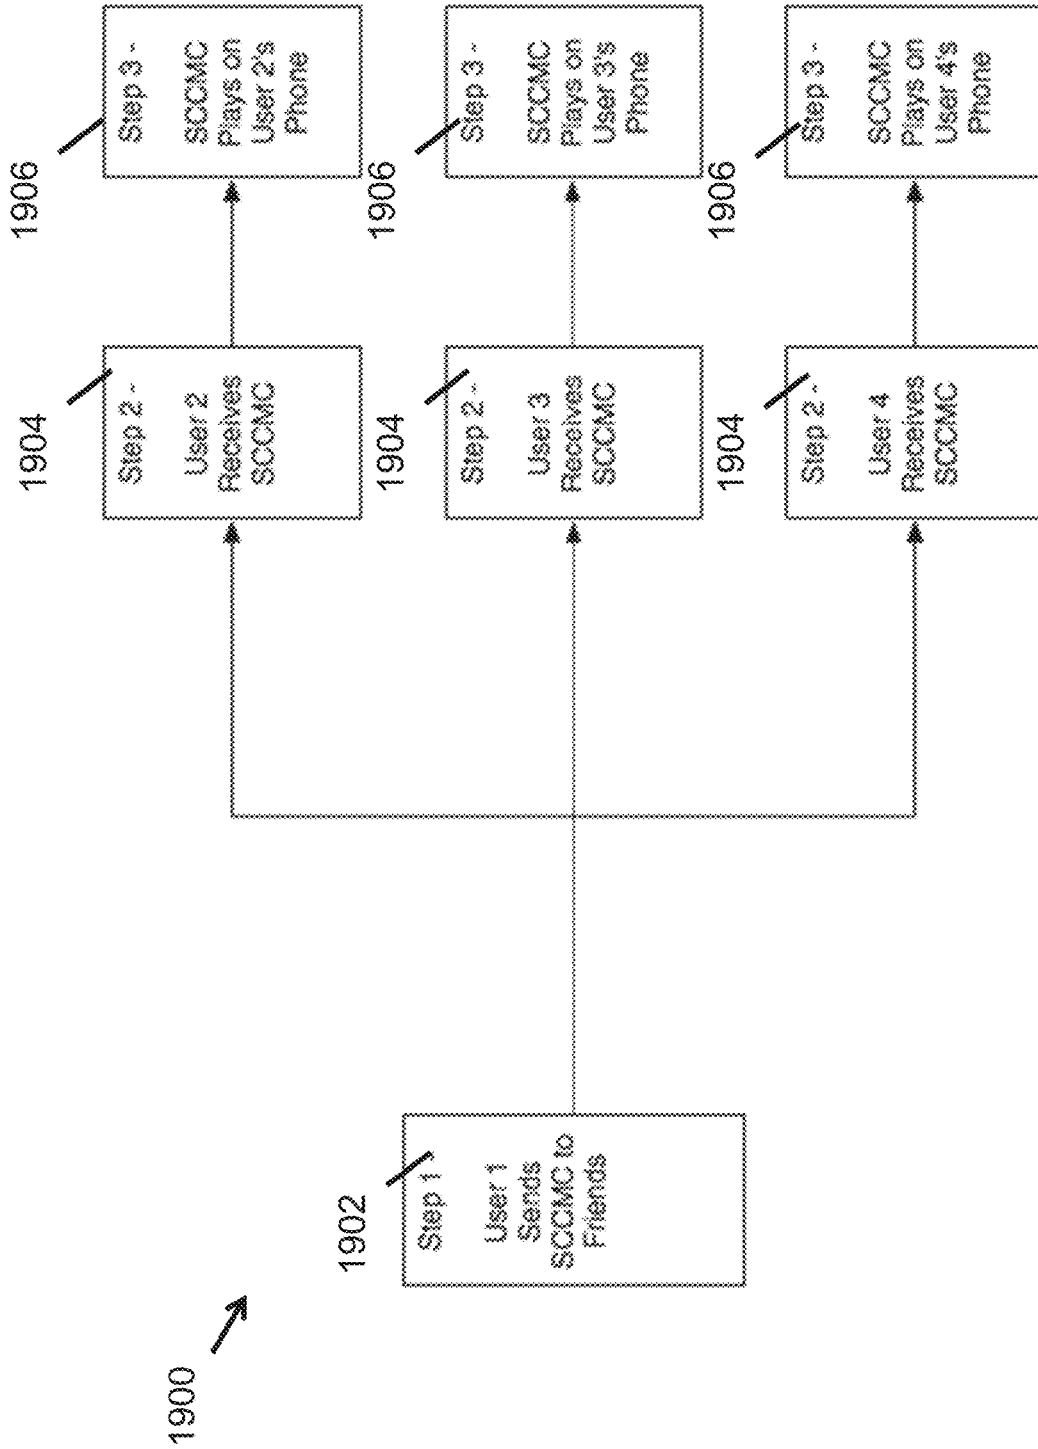 1900
1902
Step 1 -
User 1
Sends
SCCMC to
Friends
1904
Step 2 -
User 2
Receives
SCCMC
1906
Step 3 -
SCCMC
Plays on
User 2's
Phone
1904
Step 2 -
User 3
Receives
SCCMC
1906
Step 3 -
SCCMC
Plays on
User 3's
Phone
1904
Step 2 -
User 4
Receives
SCCMC
1906
Step 3 -
SCCMC
Plays on
User 4's
Phone